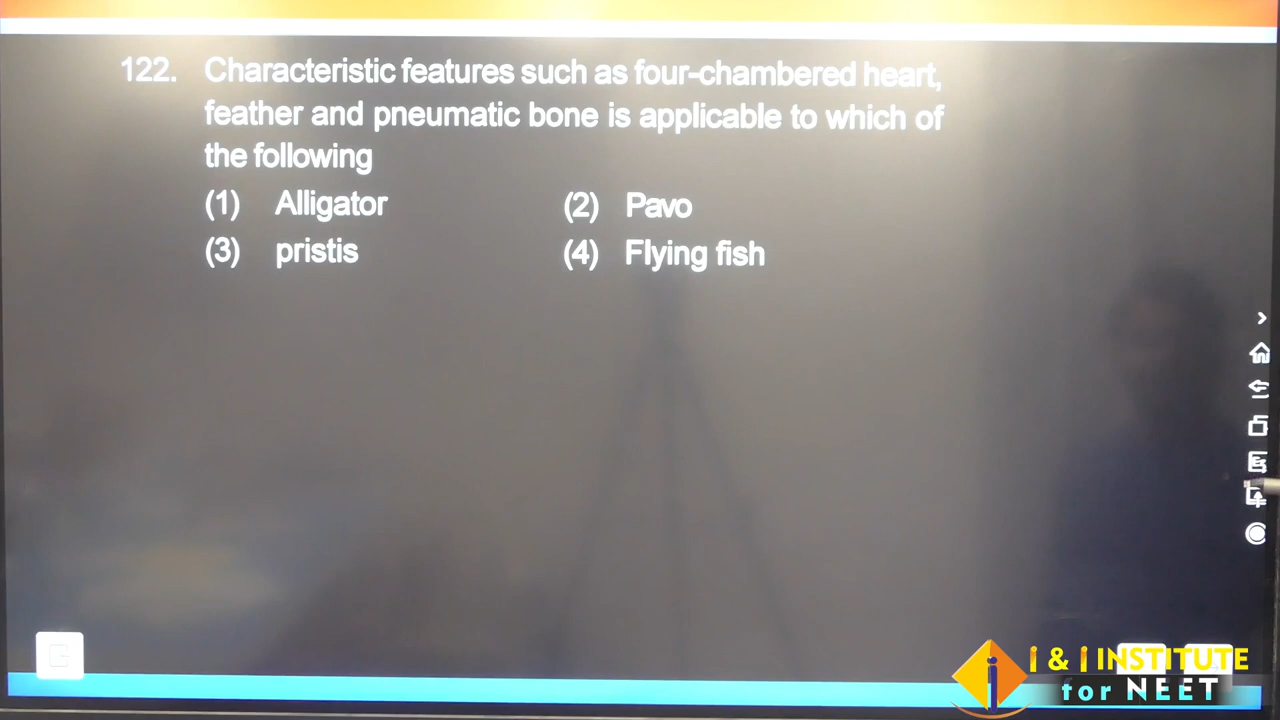 122. Characteristic features such as four-chambered heart,
feather and pneumatic bone is applicable to which of
the following
(1) Alligator (2) Pavo
(3) pristis (4) Flying fish
i & i INSTITUTE
for NEET